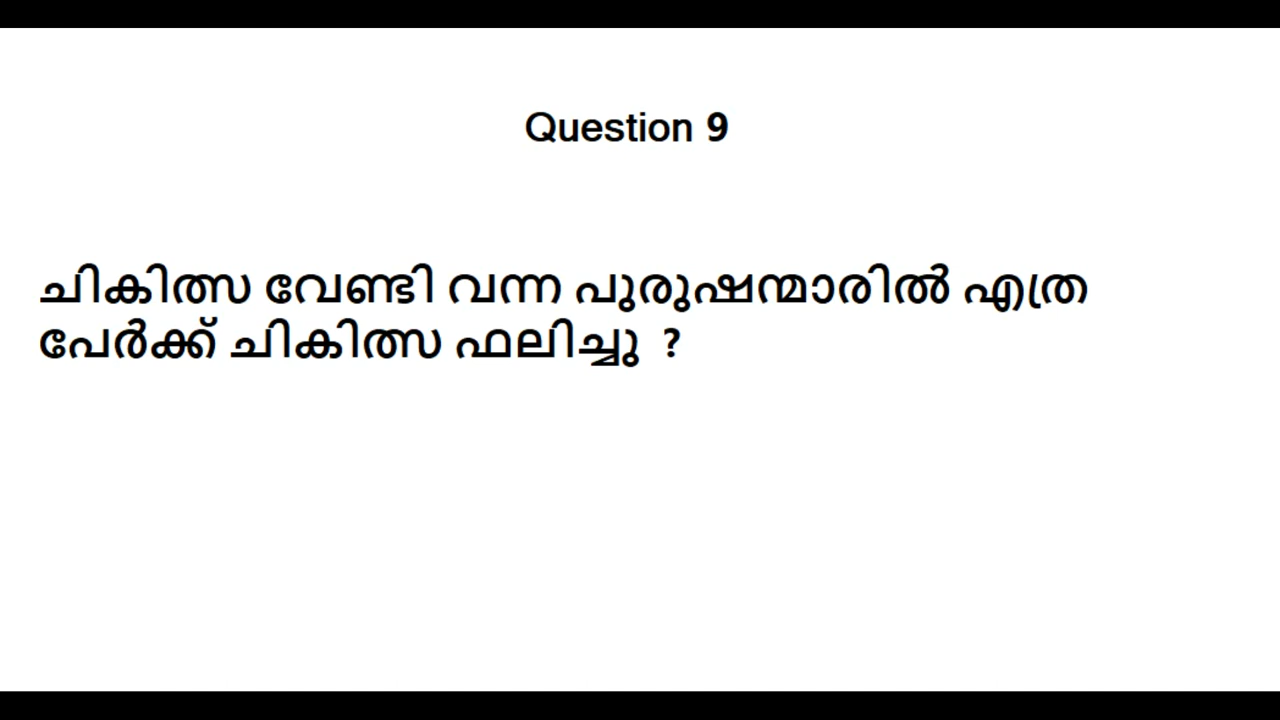 Question 9
ചികിത്സ വേണ്ടി വന്ന പുരുഷന്മാരിൽ എത്ര
പേർക്ക് ചികിത്സ ഫലിച്ചു ?